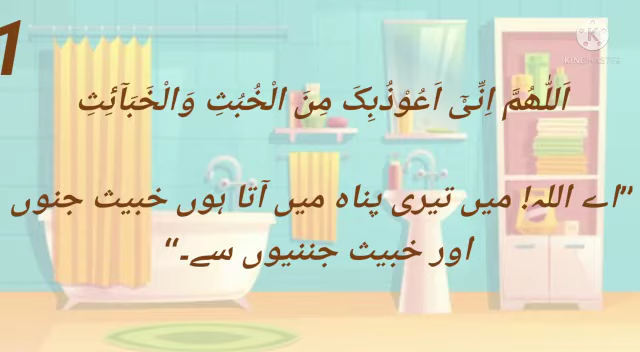 1
اَللّٰهُمَّ اِنِّیْۤ اَعُوْذُبِکَ مِنَ الْخُبُثِ وَالْخَبَآئِثِ
”اے اللہ! میں تیری پناہ میں آتا ہوں خبیث جنوں
اور خبیث جننیوں سے۔“
KINEMASTER